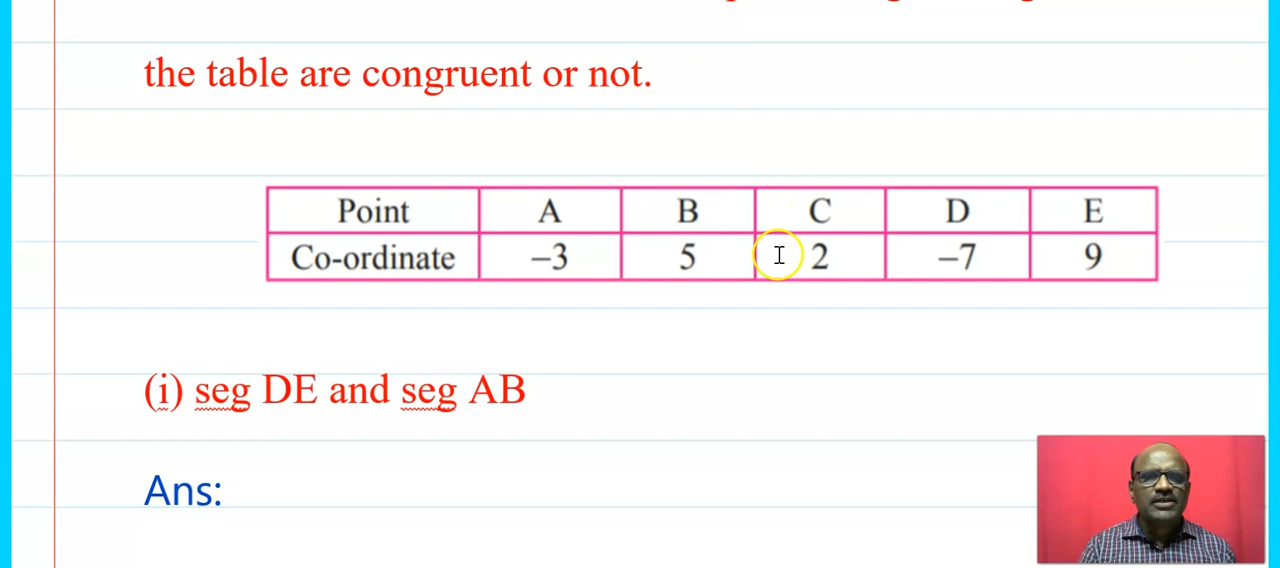 the table are congruent or not.
Point A B C D E
Co-ordinate –3 5 2 –7 9
(i) seg DE and seg AB
Ans: